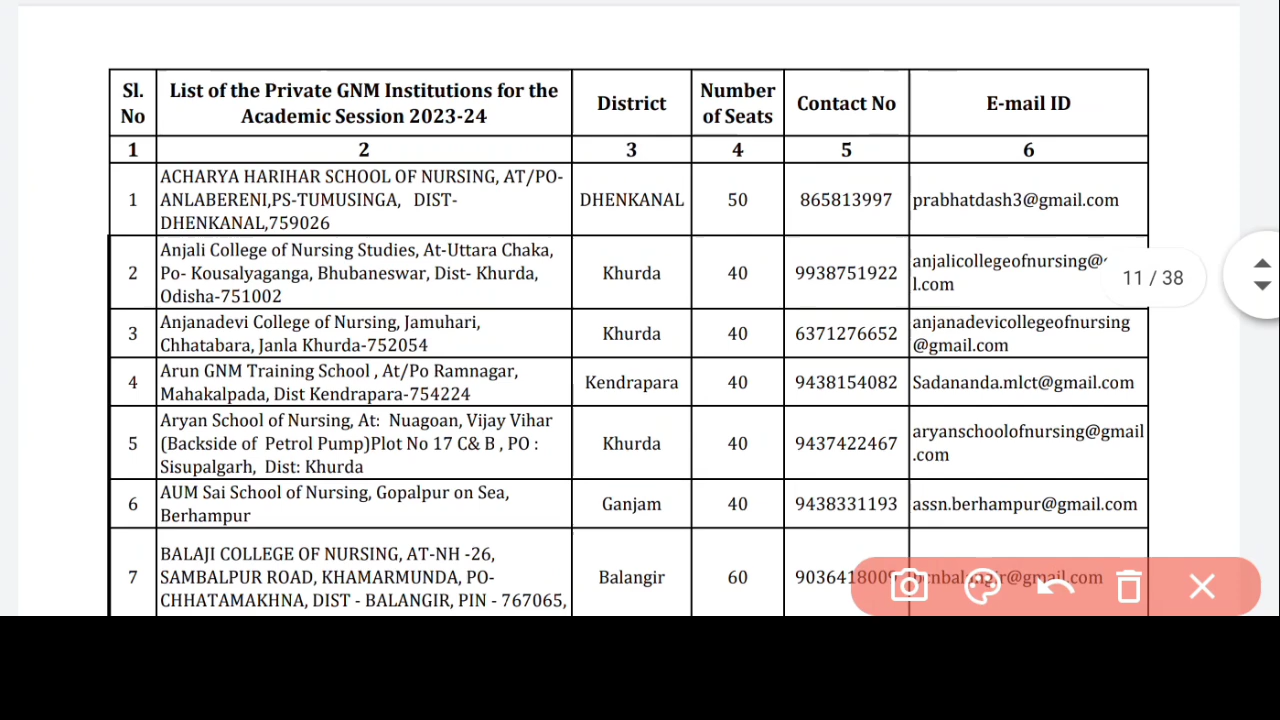 Sl. No
List of the Private GNM Institutions for the Academic Session 2023-24
District
Number of Seats
Contact No
E-mail ID
1 2 3 4 5 6
1
ACHARYA HARIHAR SCHOOL OF NURSING, AT/PO-
ANLABERENI,PS-TUMUSINGA, DIST-
DHENKANAL,759026
DHENKANAL
50
865813997
prabhatdash3@gmail.com
2
Anjali College of Nursing Studies, At-Uttara Chaka,
Po- Kousalyaganga, Bhubaneswar, Dist- Khurda,
Odisha-751002
Khurda
40
9938751922
anjalicollegeofnursing@
l.com
11 / 38
3
Anjanadevi College of Nursing, Jamuhari,
Chhatabara, Janla Khurda-752054
Khurda
40
6371276652
anjanadevicollegeofnursing
@gmail.com
4
Arun GNM Training School , At/Po Ramnagar,
Mahakalpada, Dist Kendrapara-754224
Kendrapara
40
9438154082
Sadananda.mlct@gmail.com
5
Aryan School of Nursing, At: Nuagoan, Vijay Vihar
(Backside of Petrol Pump)Plot No 17 C& B , PO :
Sisupalgarh, Dist: Khurda
Khurda
40
9437422467
aryanschoolofnursing@gmail
.com
6
AUM Sai School of Nursing, Gopalpur on Sea,
Berhampur
Ganjam
40
9438331193
assn.berhampur@gmail.com
7
BALAJI COLLEGE OF NURSING, AT-NH -26,
SAMBALPUR ROAD, KHAMARMUNDA, PO-
CHHATAMAKHNA, DIST - BALANGIR, PIN - 767065,
Balangir
60